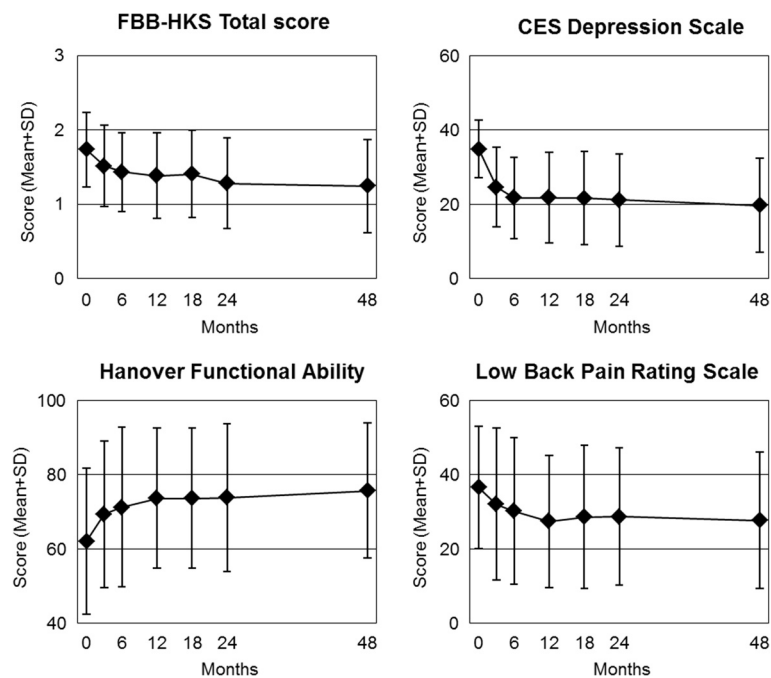 FBB-HKS Total score
Score (Mean+SD)
3
2
1
0
0 6 12 18 24 48
Months
CES Depression Scale
Score (Mean+SD)
60
40
20
0
0 6 12 18 24 48
Months
Hanover Functional Ability
Score (Mean+SD)
100
80
60
40
0 6 12 18 24 48
Months
Low Back Pain Rating Scale
Score (Mean+SD)
60
40
20
0
0 6 12 18 24 48
Months